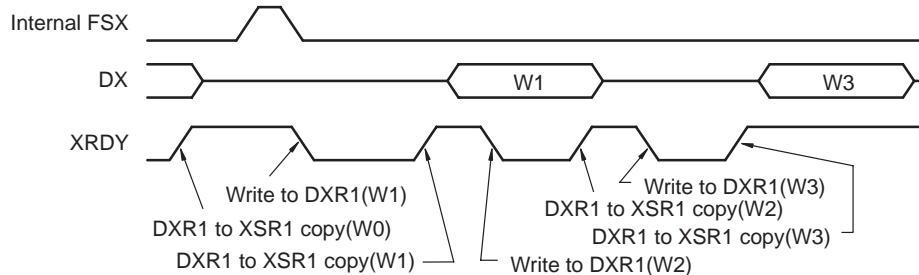 Internal FSX
DX
W1
W3
XRDY
Write to DXR1(W1)
Write to DXR1(W3)
DXR1 to XSR1 copy(W2)
DXR1 to XSR1 copy(W0)
DXR1 to XSR1 copy(W3)
DXR1 to XSR1 copy(W1)
Write to DXR1(W2)